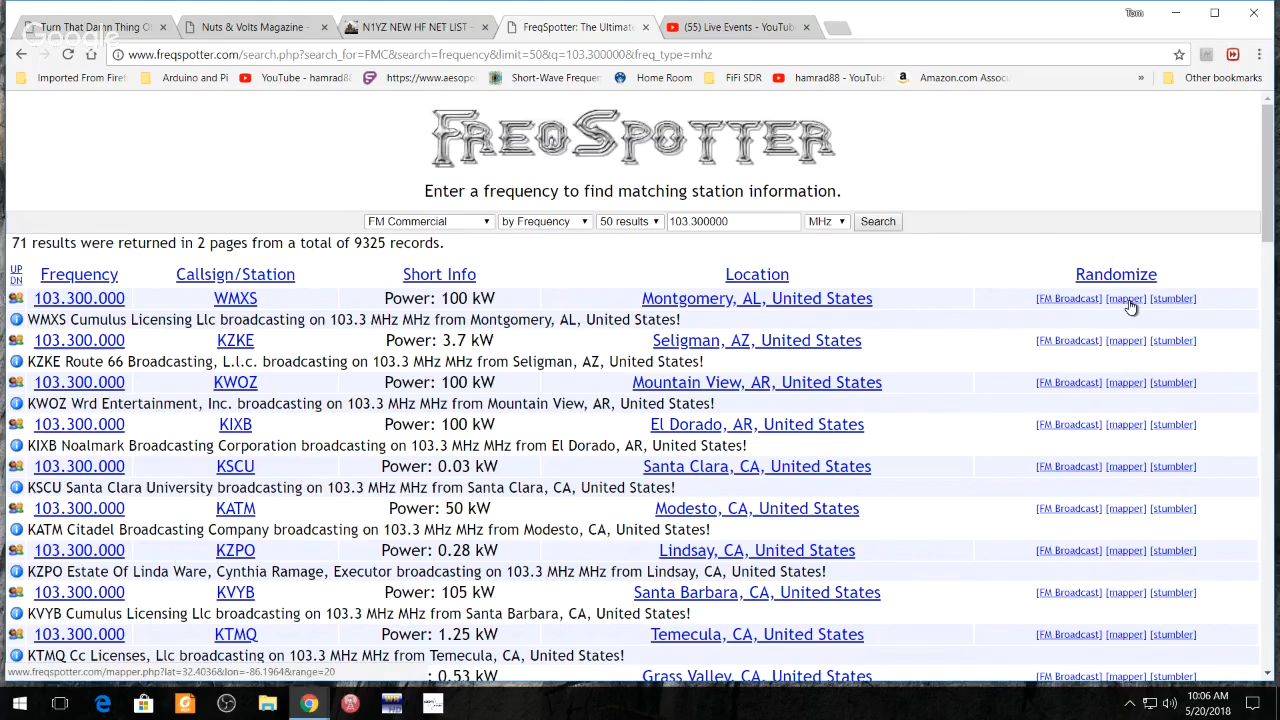 Turn That Damn Thing O
Nuts & Volts Magazine -
N1YZ NEW HF NET LIST -
FreqSpotter: The Ultimate
(55) Live Events - YouTub
Tom
Google
www.freqspotter.com/search.php?search_for=FMC&search=frequency&limit=50&q=103.300000&freq_type=mhz
Imported From Firef
Arduino and Pi
YouTube - hamrad8
https://www.aesopo
Short-Wave Frequen
Home Room
FiFi SDR
hamrad88 - YouTube
Amazon.com Assoc
»
Other bookmarks
FreqSpotter
Enter a frequency to find matching station information.
FM Commercial by Frequency 50 results 103.300000 MHz Search
71 results were returned in 2 pages from a total of 9325 records.
UP
DN
Frequency Callsign/Station Short Info Location Randomize
103.300.000 WMXS Power: 100 kW Montgomery, AL, United States [FM Broadcast] [mapper] [stumbler]
WMXS Cumulus Licensing Llc broadcasting on 103.3 MHz MHz from Montgomery, AL, United States!
103.300.000 KZKE Power: 3.7 kW Seligman, AZ, United States [FM Broadcast] [mapper] [stumbler]
KZKE Route 66 Broadcasting, L.l.c. broadcasting on 103.3 MHz MHz from Seligman, AZ, United States!
103.300.000 KWOZ Power: 100 kW Mountain View, AR, United States [FM Broadcast] [mapper] [stumbler]
KWOZ Wrd Entertainment, Inc. broadcasting on 103.3 MHz MHz from Mountain View, AR, United States!
103.300.000 KIXB Power: 100 kW El Dorado, AR, United States [FM Broadcast] [mapper] [stumbler]
KIXB Noalmark Broadcasting Corporation broadcasting on 103.3 MHz MHz from El Dorado, AR, United States!
103.300.000 KSCU Power: 0.03 kW Santa Clara, CA, United States [FM Broadcast] [mapper] [stumbler]
KSCU Santa Clara University broadcasting on 103.3 MHz MHz from Santa Clara, CA, United States!
103.300.000 KATM Power: 50 kW Modesto, CA, United States [FM Broadcast] [mapper] [stumbler]
KATM Citadel Broadcasting Company broadcasting on 103.3 MHz MHz from Modesto, CA, United States!
103.300.000 KZPO Power: 0.28 kW Lindsay, CA, United States [FM Broadcast] [mapper] [stumbler]
KZPO Estate Of Linda Ware, Cynthia Ramage, Executor broadcasting on 103.3 MHz MHz from Lindsay, CA, United States!
103.300.000 KVYB Power: 105 kW Santa Barbara, CA, United States [FM Broadcast] [mapper] [stumbler]
KVYB Cumulus Licensing Llc broadcasting on 103.3 MHz MHz from Santa Barbara, CA, United States!
103.300.000 KTMQ Power: 1.25 kW Temecula, CA, United States [FM Broadcast] [mapper] [stumbler]
KTMQ Cc Licenses, Llc broadcasting on 103.3 MHz MHz from Temecula, CA, United States!
0.53 kW Grass Valley, CA, United States [FM Broadcast] [mapper] [stumbler]
www.freqspotter.com/mapper.php?lat=32.4036&lon=-86.1964&range=20
10:06 AM
5/20/2018